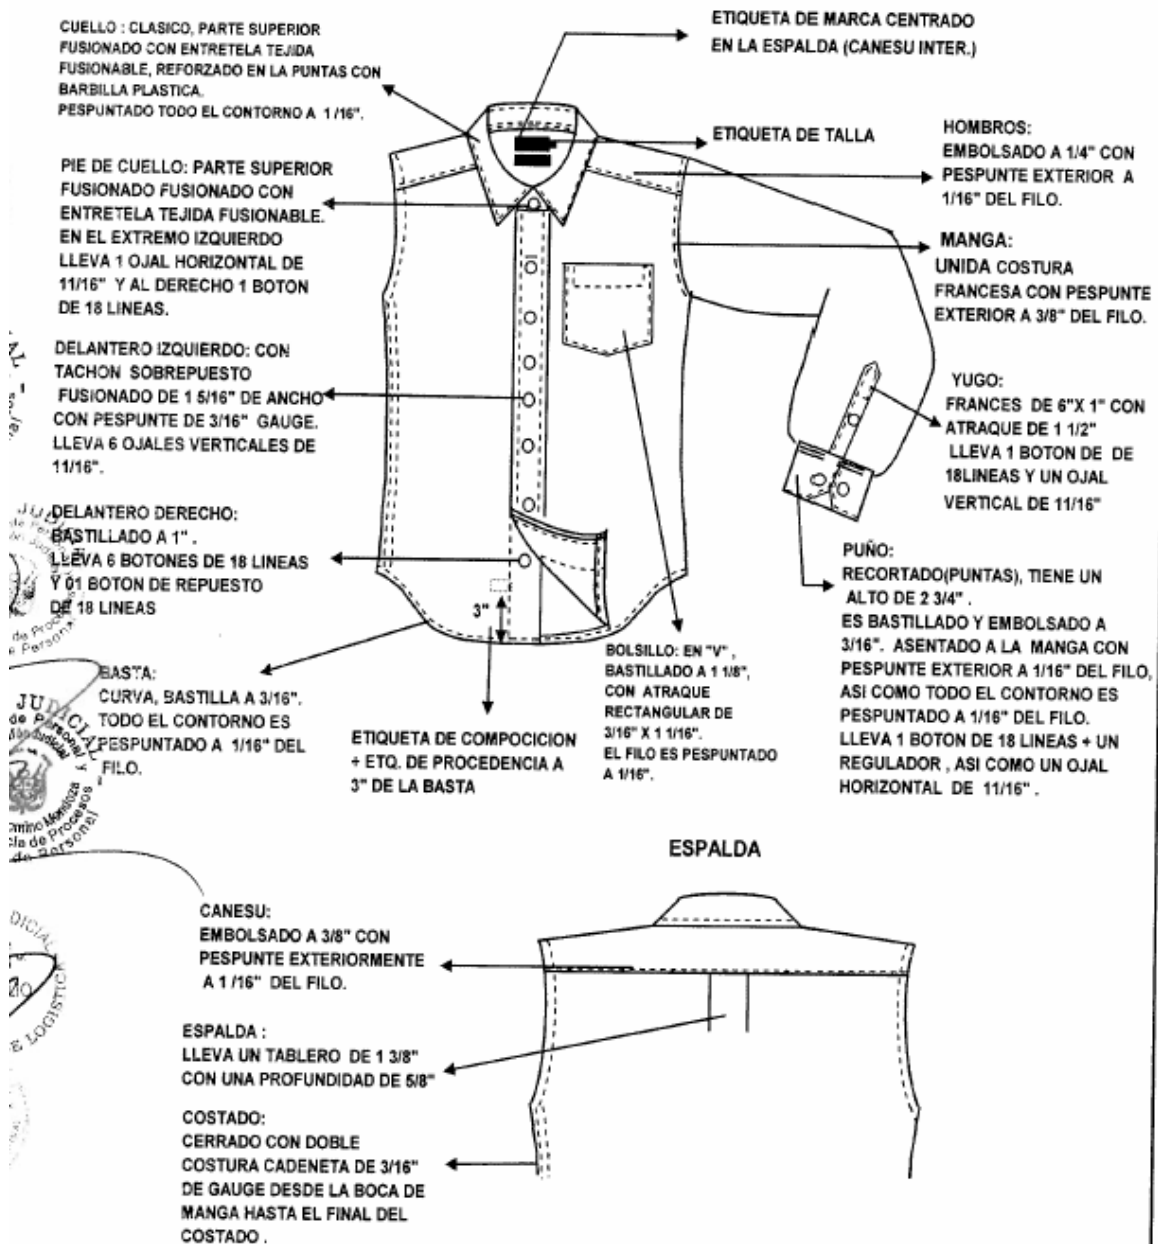 CUELLO : CLASICO, PARTE SUPERIOR
FUSIONADO CON ENTRETELA TEJIDA
FUSIONABLE, REFORZADO EN LA PUNTAS CON
BARBILLA PLASTICA.
PESPUNTADO TODO EL CONTORNO A 1 /16".
ETIQUETA DE MARCA CENTRADO
EN LA ESPALDA (CANESU INTER.)
ETIQUETA DE TALLA
HOMBROS:
EMBOLSADO A 1/4" CON
PESPUNTE EXTERIOR A
1/16" DEL FILO.
PIE DE CUELLO: PARTE SUPERIOR
FUSIONADO FUSIONADO CON
ENTRETELA TEJIDA FUSIONABLE.
EN EL EXTREMO IZQUIERDO
LLEVA 1 OJAL HORIZONTAL DE
11/16" Y AL DERECHO 1 BOTON
DE 18 LINEAS.
MANGA:
UNIDA COSTURA
FRANCESA CON PESPUNTE
EXTERIOR A 3/8" DEL FILO.
DELANTERO IZQUIERDO: CON
TACHON SOBREPUESTO
FUSIONADO DE 1 5/16" DE ANCHO
CON PESPUNTE DE 3/16" GAUGE.
LLEVA 6 OJALES VERTICALES DE
11/16".
YUGO:
FRANCES DE 6"X 1" CON
ATRAQUE DE 1 1/2"
LLEVA 1 BOTON DE DE
18LINEAS Y UN OJAL
VERTICAL DE 11/16"
DELANTERO DERECHO:
BASTILLADO A 1" .
LLEVA 6 BOTONES DE 18 LINEAS
Y 01 BOTON DE REPUESTO
DE 18 LINEAS
3"
PUÑO:
RECORTADO(PUNTAS), TIENE UN
ALTO DE 2 3/4" .
ES BASTILLADO Y EMBOLSADO A
3/16". ASENTADO A LA MANGA CON
PESPUNTE EXTERIOR A 1/16" DEL FILO,
ASI COMO TODO EL CONTORNO ES
PESPUNTADO A 1/16" DEL FILO.
LLEVA 1 BOTON DE 18 LINEAS + UN
REGULADOR , ASI COMO UN OJAL
HORIZONTAL DE 11/16" .
BASTA:
CURVA, BASTILLA A 3/16".
TODO EL CONTORNO ES
PESPUNTADO A 1/16" DEL
FILO.
ETIQUETA DE COMPOCICION
+ ETQ. DE PROCEDENCIA A
3" DE LA BASTA
BOLSILLO: EN "V" ,
BASTILLADO A 1 1/8",
CON ATRAQUE
RECTANGULAR DE
3/16" X 1 1/16".
EL FILO ES PESPUNTADO
A 1/16".
ESPALDA
CANESU:
EMBOLSADO A 3/8" CON
PESPUNTE EXTERIORMENTE
A 1 /16" DEL FILO.
ESPALDA :
LLEVA UN TABLERO DE 1 3/8"
CON UNA PROFUNDIDAD DE 5/8"
COSTADO:
CERRADO CON DOBLE
COSTURA CADENETA DE 3/16"
DE GAUGE DESDE LA BOCA DE
MANGA HASTA EL FINAL DEL
COSTADO .